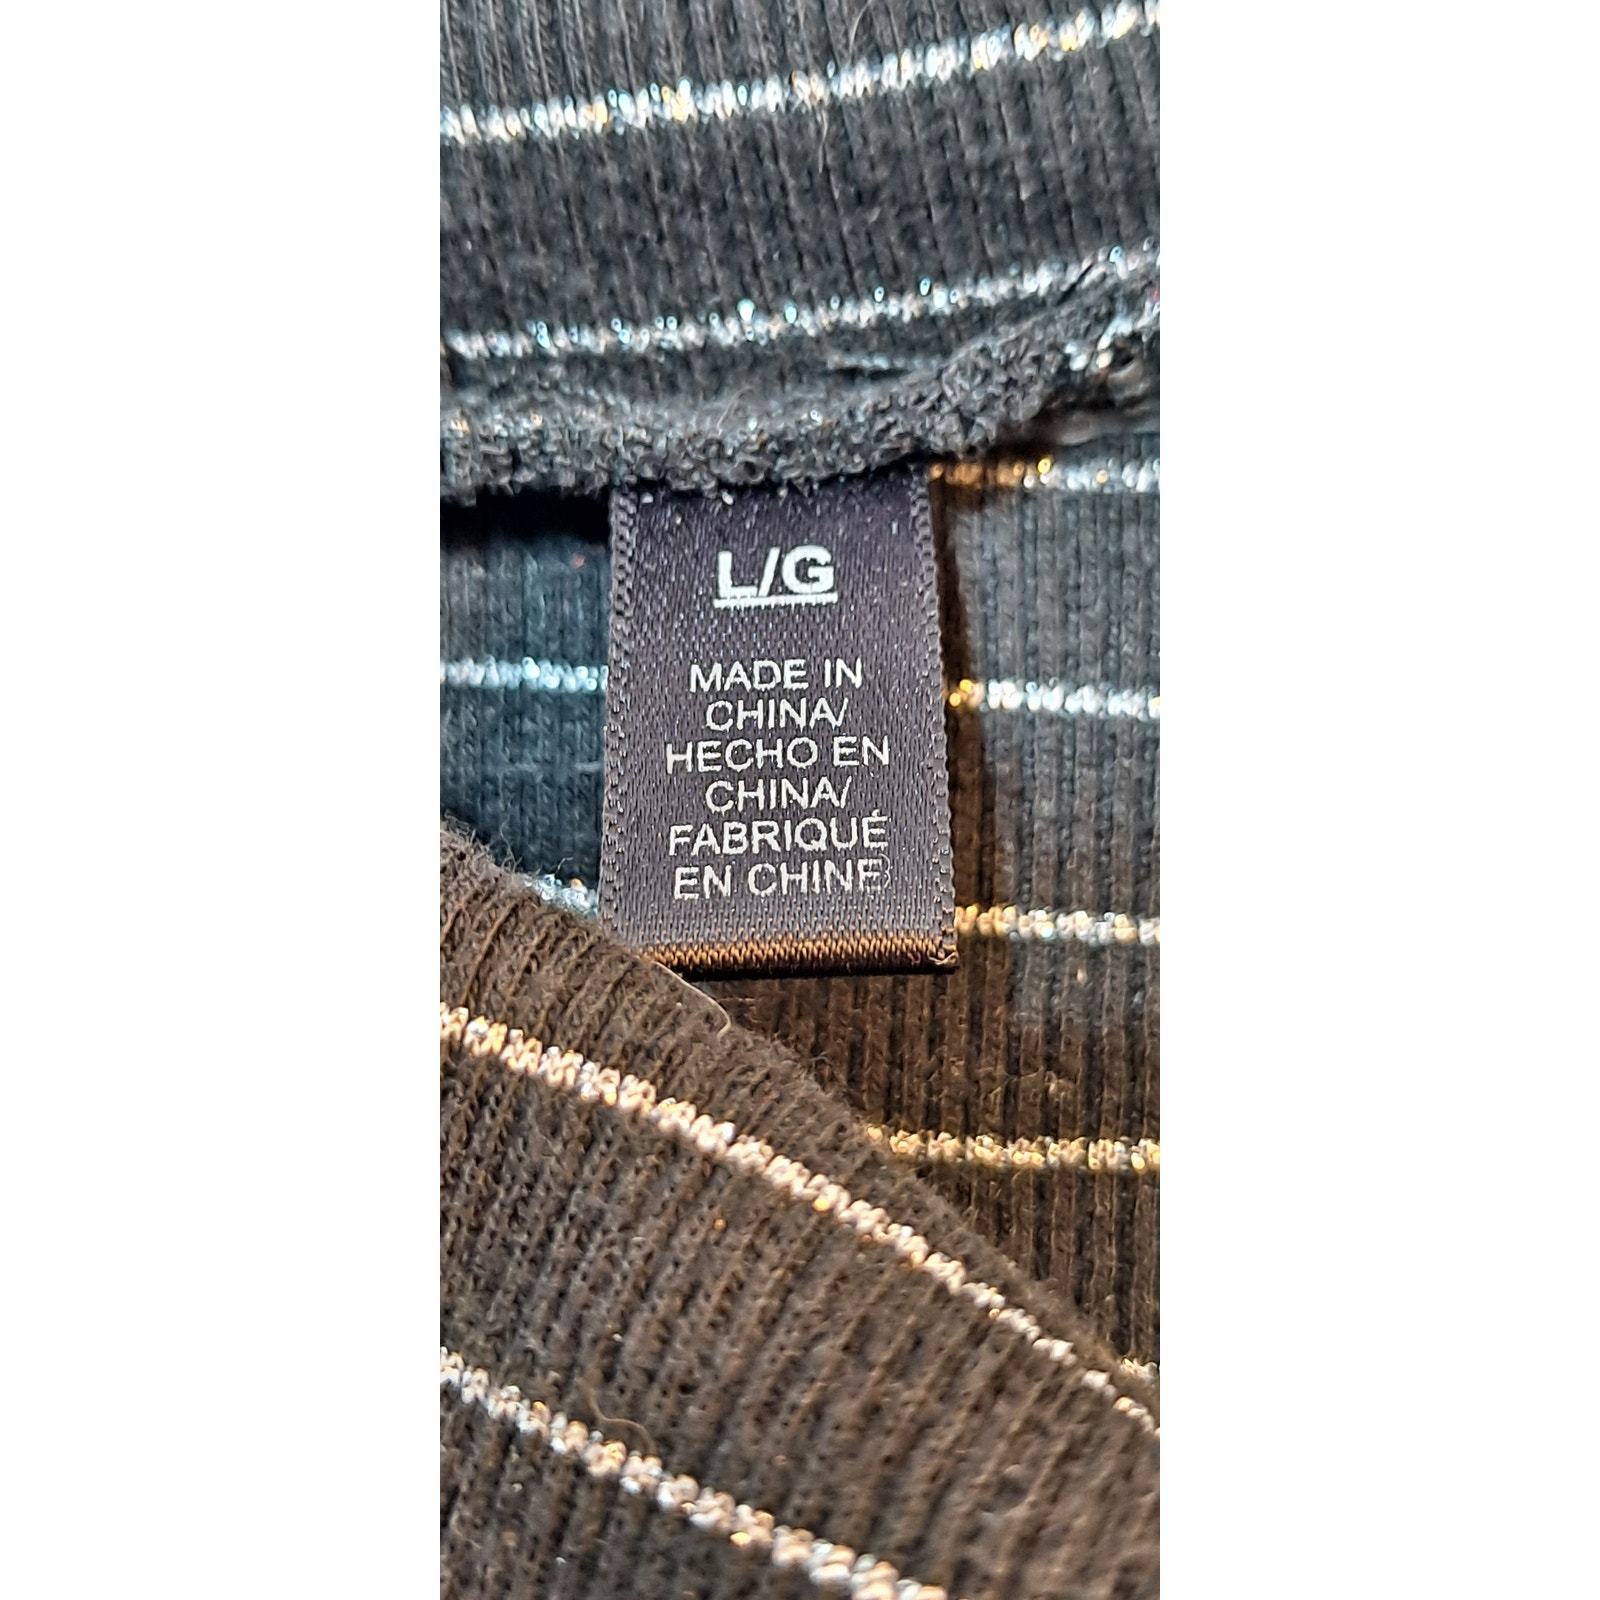 L/G
MADE IN
CHINA/
HECHO EN
CHINA/
FABRIQUÉ
EN CHINE